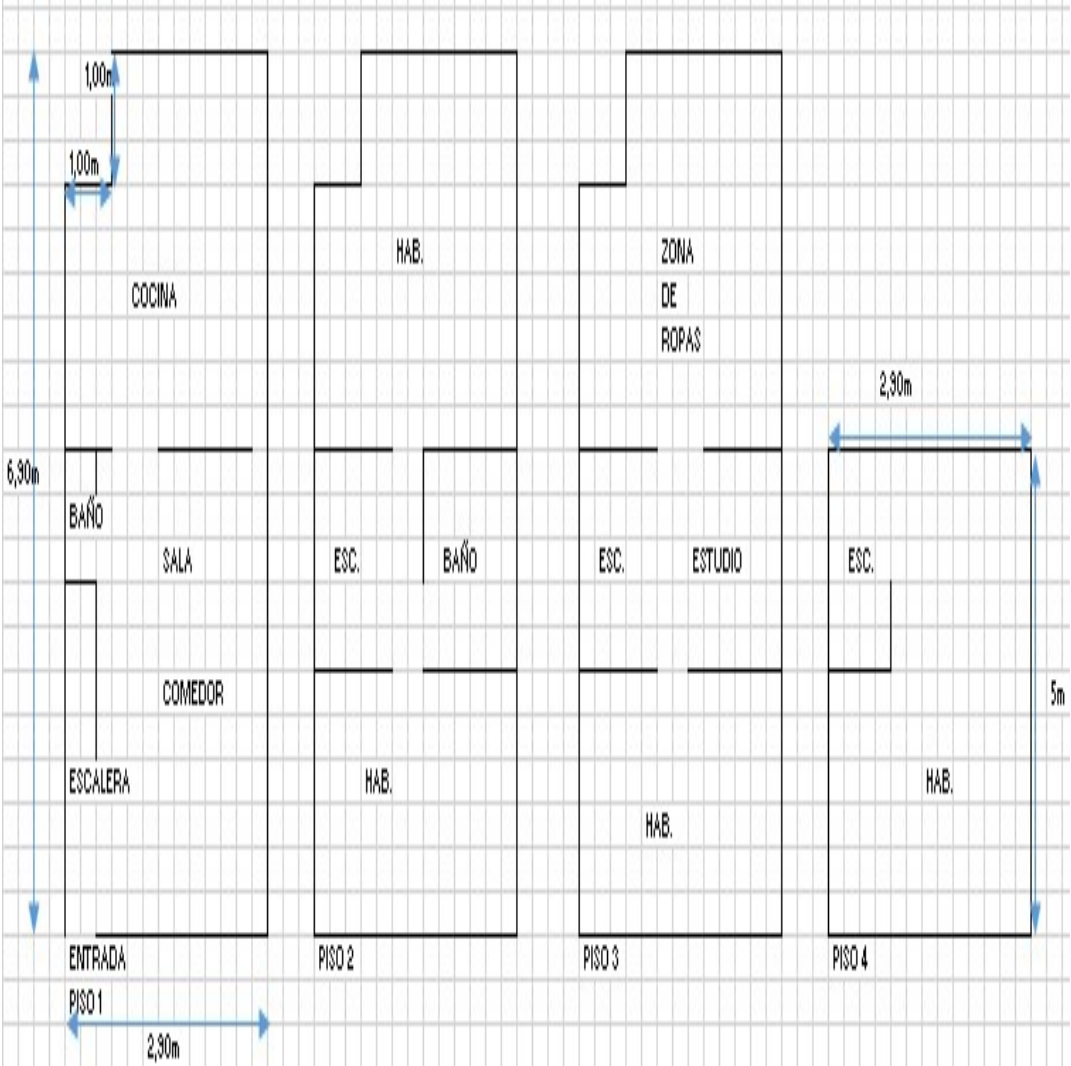 1,00m
1,00m
COCINA
6,90m
BAÑO
SALA
COMEDOR
ESCALERA
ENTRADA
PISO 1
2,90m
HAB.
ESC.
BAÑO
HAB.
PISO 2
ZONA
DE
ROPAS
ESC.
ESTUDIO
HAB.
PISO 3
2,90m
ESC.
5m
HAB.
PISO 4